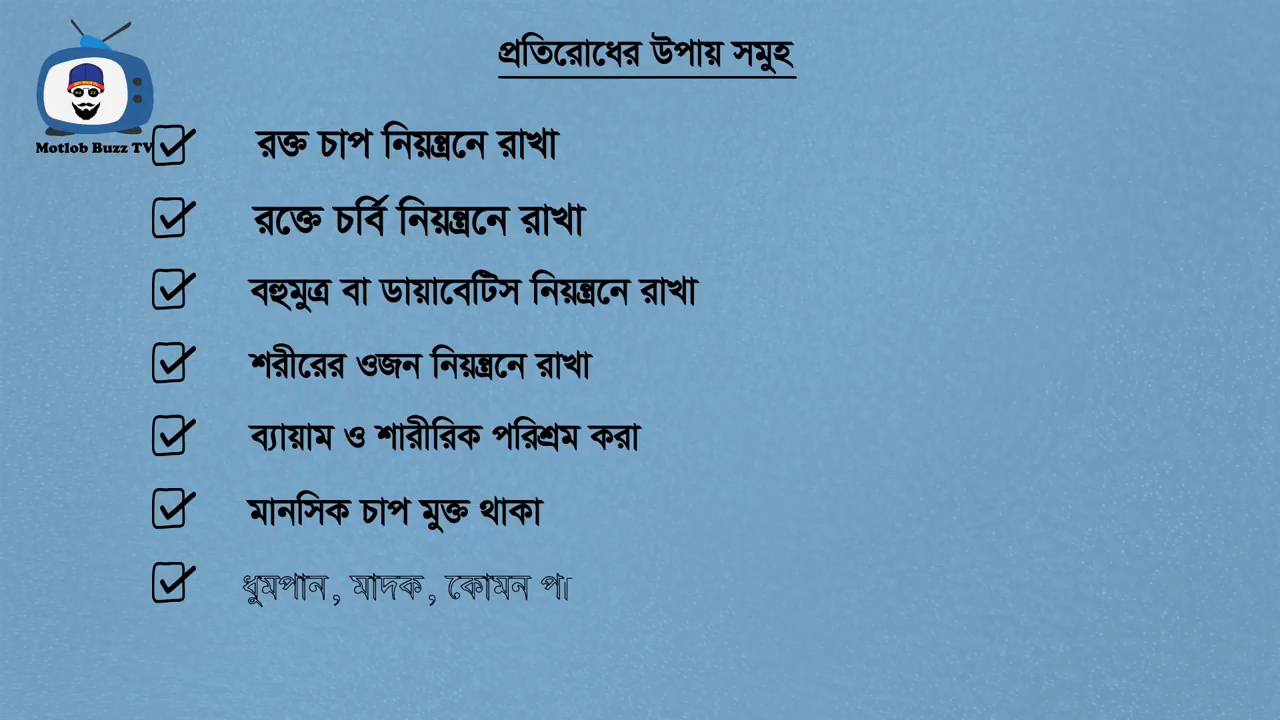 প্রতিরোধের উপায় সমুহ
Motlob Buzz TV
রক্ত চাপ নিয়ন্ত্রনে রাখা
রক্তে চর্বি নিয়ন্ত্রনে রাখা
বহুমুত্র বা ডায়াবেটিস নিয়ন্ত্রনে রাখা
শরীরের ওজন নিয়ন্ত্রনে রাখা
ব্যায়াম ও শারীরিক পরিশ্রম করা
মানসিক চাপ মুক্ত থাকা
ধুমপান, মাদক, কোমন পা